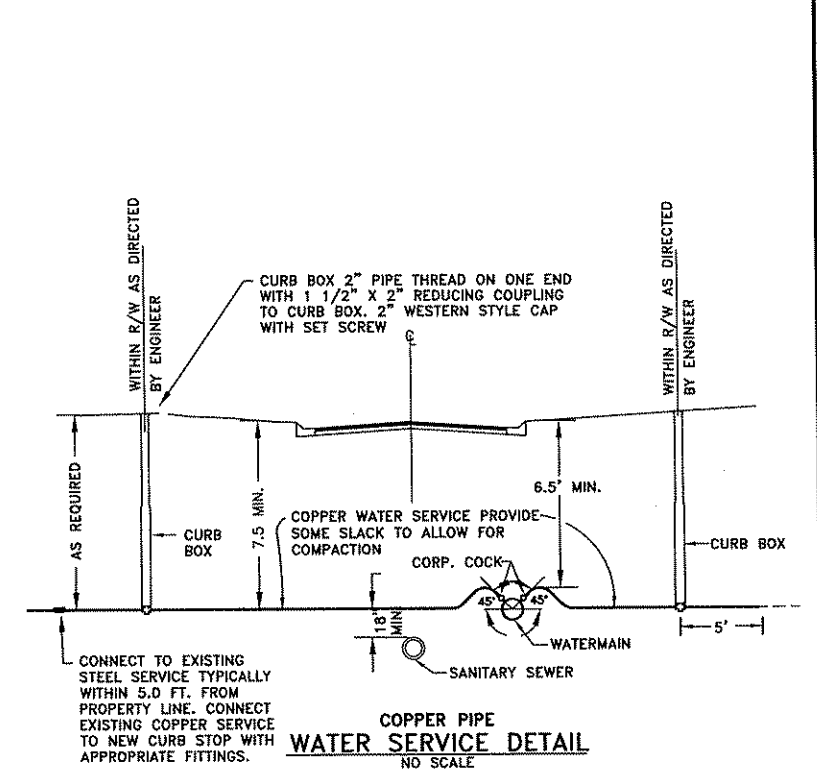 WITHIN R/W AS DIRECTED
BY ENGINEER
WITHIN R/W AS DIRECTED
BY ENGINEER
CURB BOX 2" PIPE THREAD ON ONE END
WITH 1 1/2" X 2" REDUCING COUPLING
TO CURB BOX. 2" WESTERN STYLE CAP
WITH SET SCREW
℄
AS REQUIRED
CURB
BOX
7.5 MIN.
6.5' MIN.
COPPER WATER SERVICE PROVIDE
SOME SLACK TO ALLOW FOR
COMPACTION
CURB BOX
CORP. COCK
45°
45°
18"
MIN
WATERMAIN
5'
SANITARY SEWER
CONNECT TO EXISTING
STEEL SERVICE TYPICALLY
WITHIN 5.0 FT. FROM
PROPERTY LINE. CONNECT
EXISTING COPPER SERVICE
TO NEW CURB STOP WITH
APPROPRIATE FITTINGS.
COPPER PIPE
WATER SERVICE DETAIL
NO SCALE